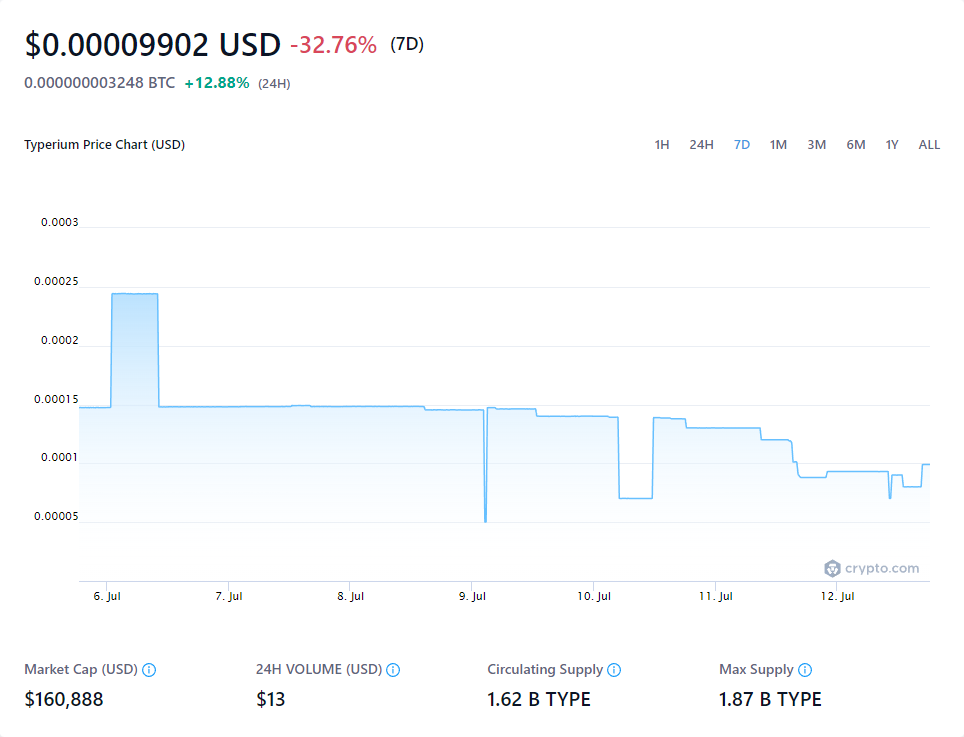 $0.00009902 USD -32.76% (7D)
0.000000003248 BTC +12.88% (24H)
Typerium Price Chart (USD) 1H 24H 7D 1M 3M 6M 1Y ALL
0.0003
0.00025
0.0002
0.00015
0.0001
0.00005
crypto.com
6. Jul 7. Jul 8. Jul 9. Jul 10. Jul 11. Jul 12. Jul
Market Cap (USD) 24H VOLUME (USD) Circulating Supply Max Supply
$160,888 $13 1.62 B TYPE 1.87 B TYPE